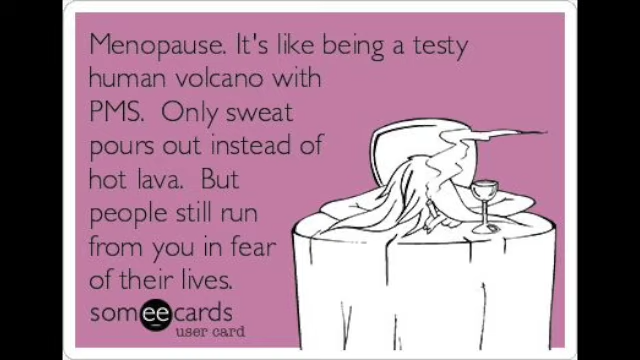 Menopause. It's like being a testy
human volcano with
PMS. Only sweat
pours out instead of
hot lava. But
people still run
from you in fear
of their lives.
someecards
user card